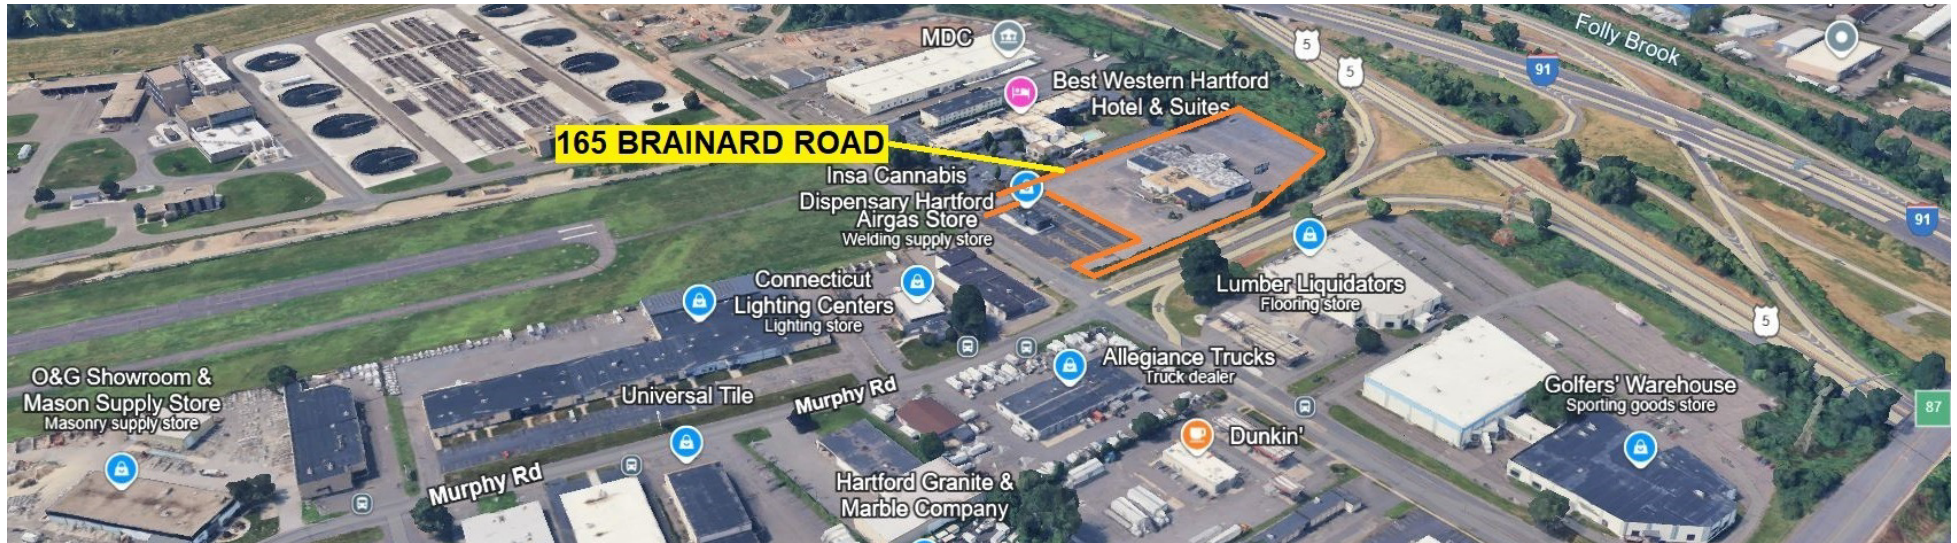 5
Folly Brook
MDC
5
91
Best Western Hartford
Hotel & Suites
165 BRAINARD ROAD
Insa Cannabis
Dispensary Hartford
Airgas Store
Welding supply store
91
Connecticut
Lighting Centers
Lighting store
Lumber Liquidators
Flooring store
5
O&G Showroom &
Mason Supply Store
Masonry supply store
Universal Tile
Murphy Rd
Allegiance Trucks
Truck dealer
Golfers' Warehouse
Sporting goods store
87
Dunkin'
Murphy Rd
Hartford Granite &
Marble Company